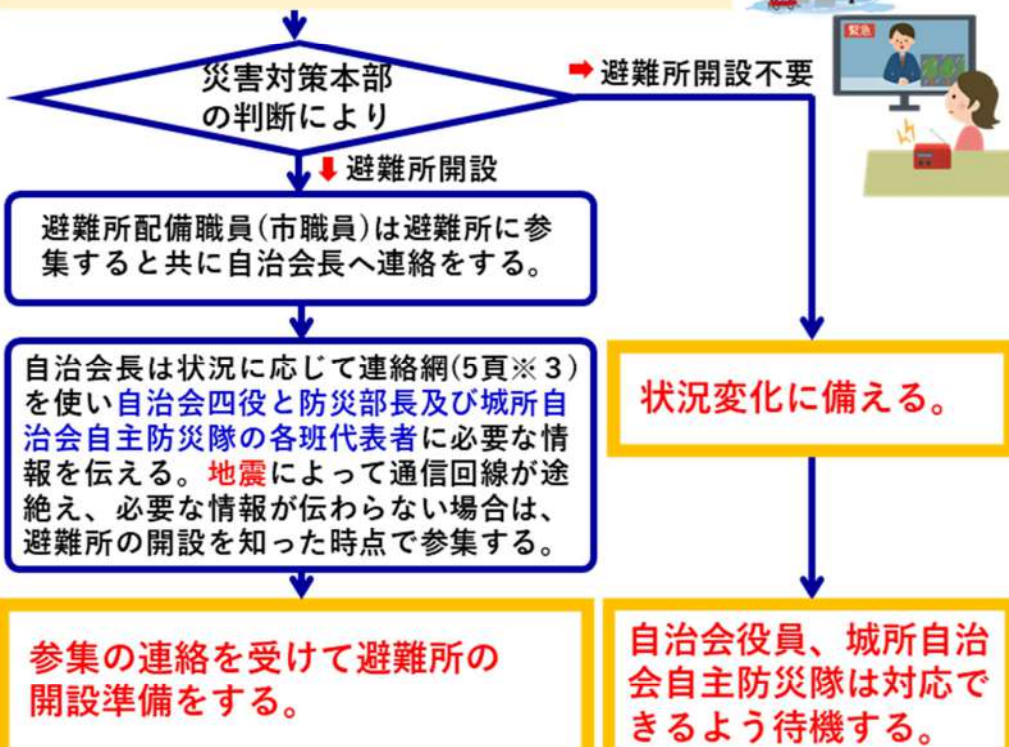 緊急
災害対策本部
の判断により
➡避難所開設不要
⬇避難所開設
避難所配備職員(市職員)は避難所に参
集すると共に自治会長へ連絡をする。
自治会長は状況に応じて連絡網(5頁※３)
を使い自治会四役と防災部長及び城所自
治会自主防災隊の各班代表者に必要な情
報を伝える。地震によって通信回線が途
絶え、必要な情報が伝わらない場合は、
避難所の開設を知った時点で参集する。
状況変化に備える。
参集の連絡を受けて避難所の
開設準備をする。
自治会役員、城所自治
会自主防災隊は対応で
きるよう待機する。